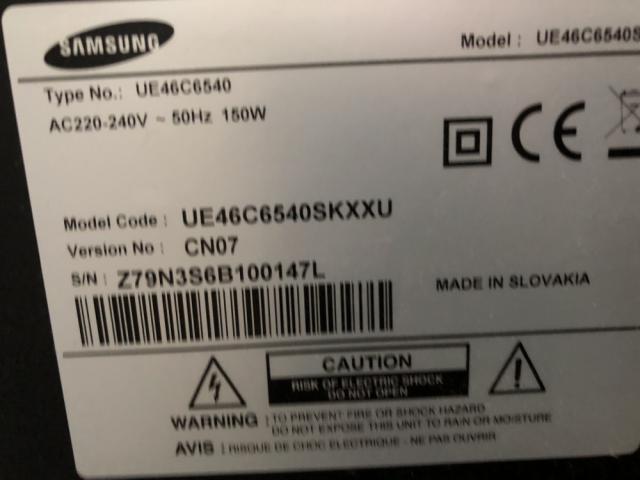 SAMSUNG
Model : UE46C6540S
Type No.: UE46C6540
AC220-240V ~ 50Hz 150W
CE
Model Code : UE46C6540SKXXU
Version No : CN07
S/N : Z79N3S6B100147L
MADE IN SLOVAKIA
CAUTION
RISK OF ELECTRIC SHOCK
DO NOT OPEN
WARNING : TO PREVENT FIRE OR SHOCK HAZARD
DO NOT EXPOSE THIS UNIT TO RAIN OR MOISTURE
AVIS : RISQUE DE CHOC ELECTRIQUE - NE PAS OUVRIR